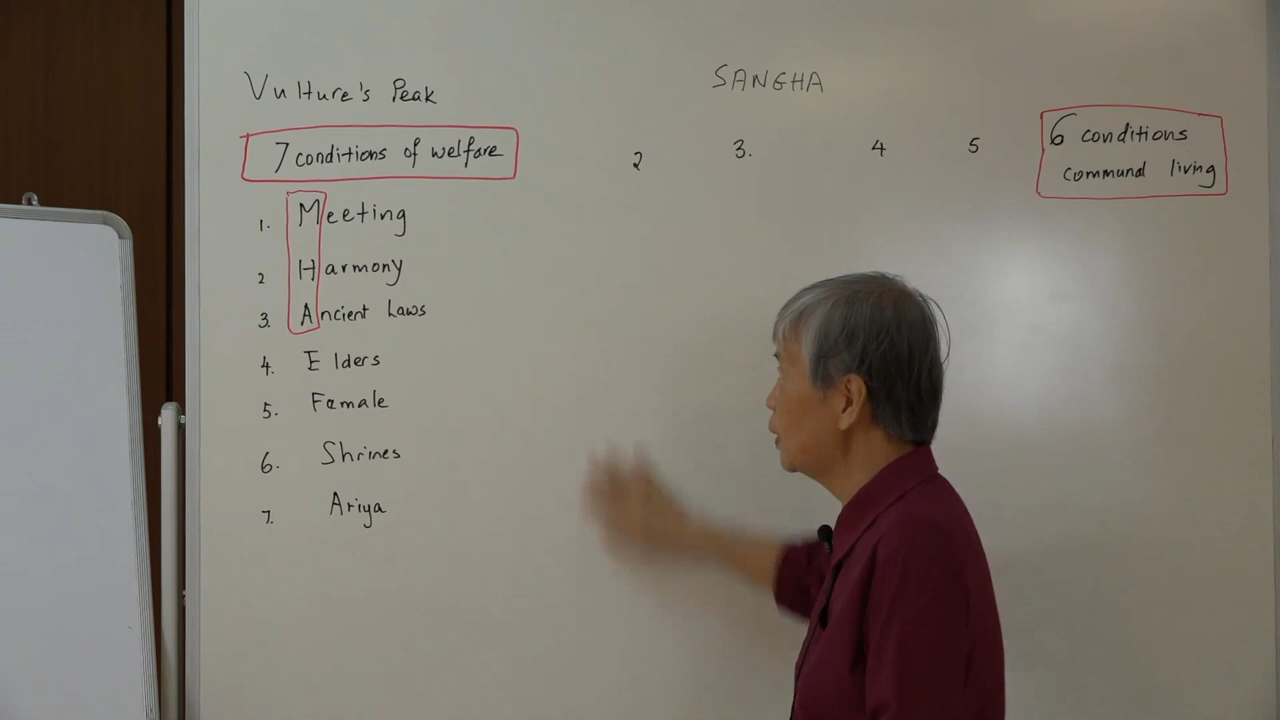 Vulture's Peak
7 conditions of welfare
1. Meeting
2 Harmony
3. Ancient Laws
4. Elders
5. Female
6. Shrines
7. Ariya
SANGHA
2 3. 4 5
6 conditions
communal living